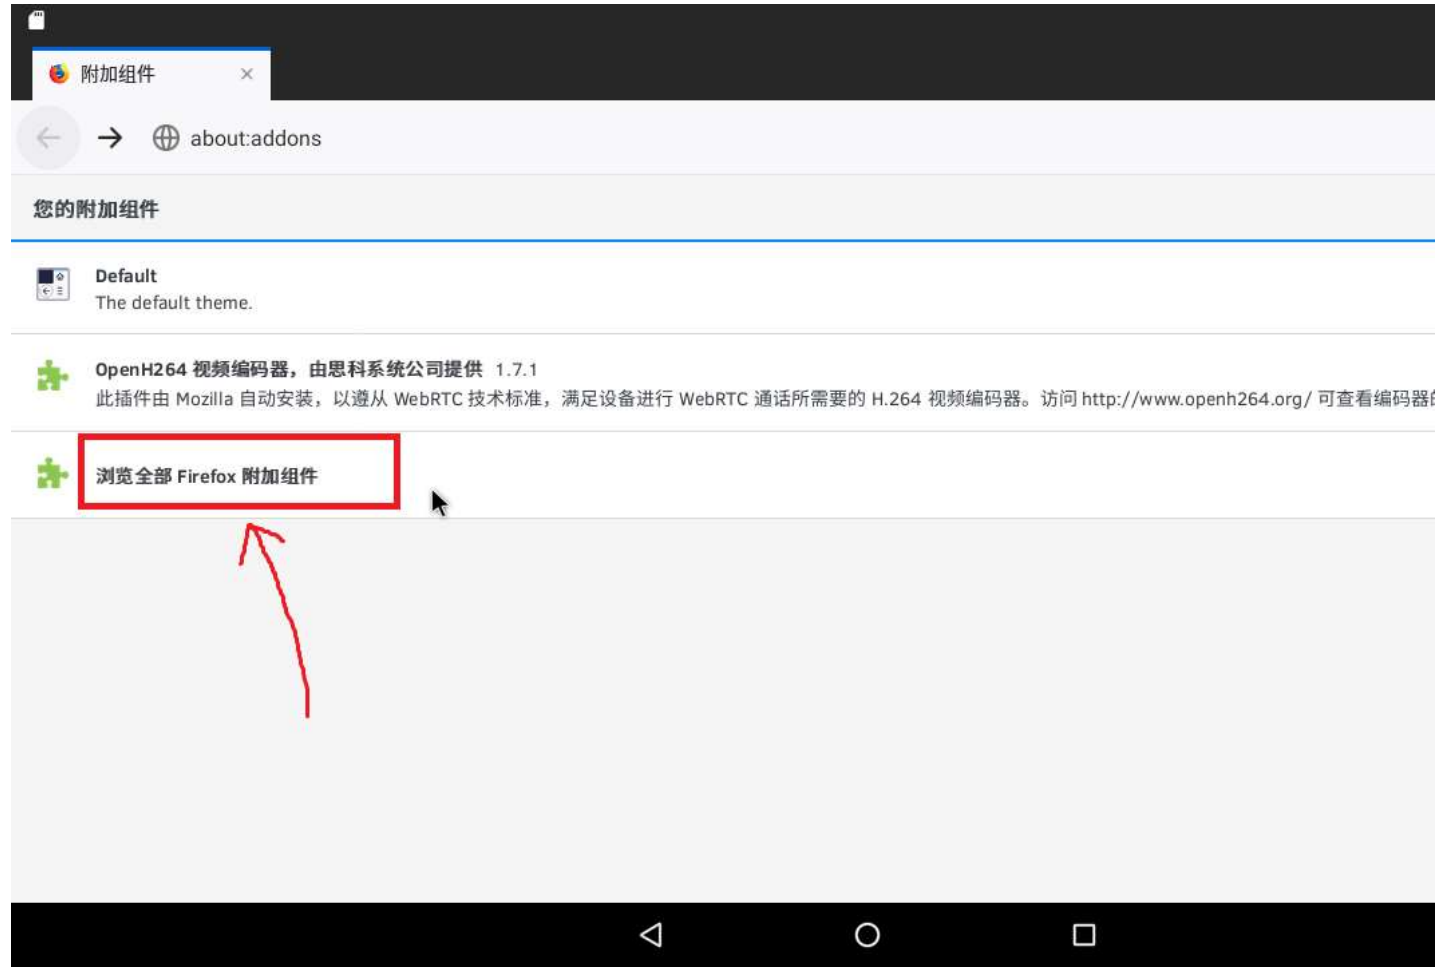 附加组件
about:addons
您的附加组件
Default
The default theme.
OpenH264 视频编码器，由思科系统公司提供 1.7.1
此插件由 Mozilla 自动安装，以遵从 WebRTC 技术标准，满足设备进行 WebRTC 通话所需要的 H.264 视频编码器。访问 http://www.openh264.org/ 可查看编码器
浏览全部 Firefox 附加组件